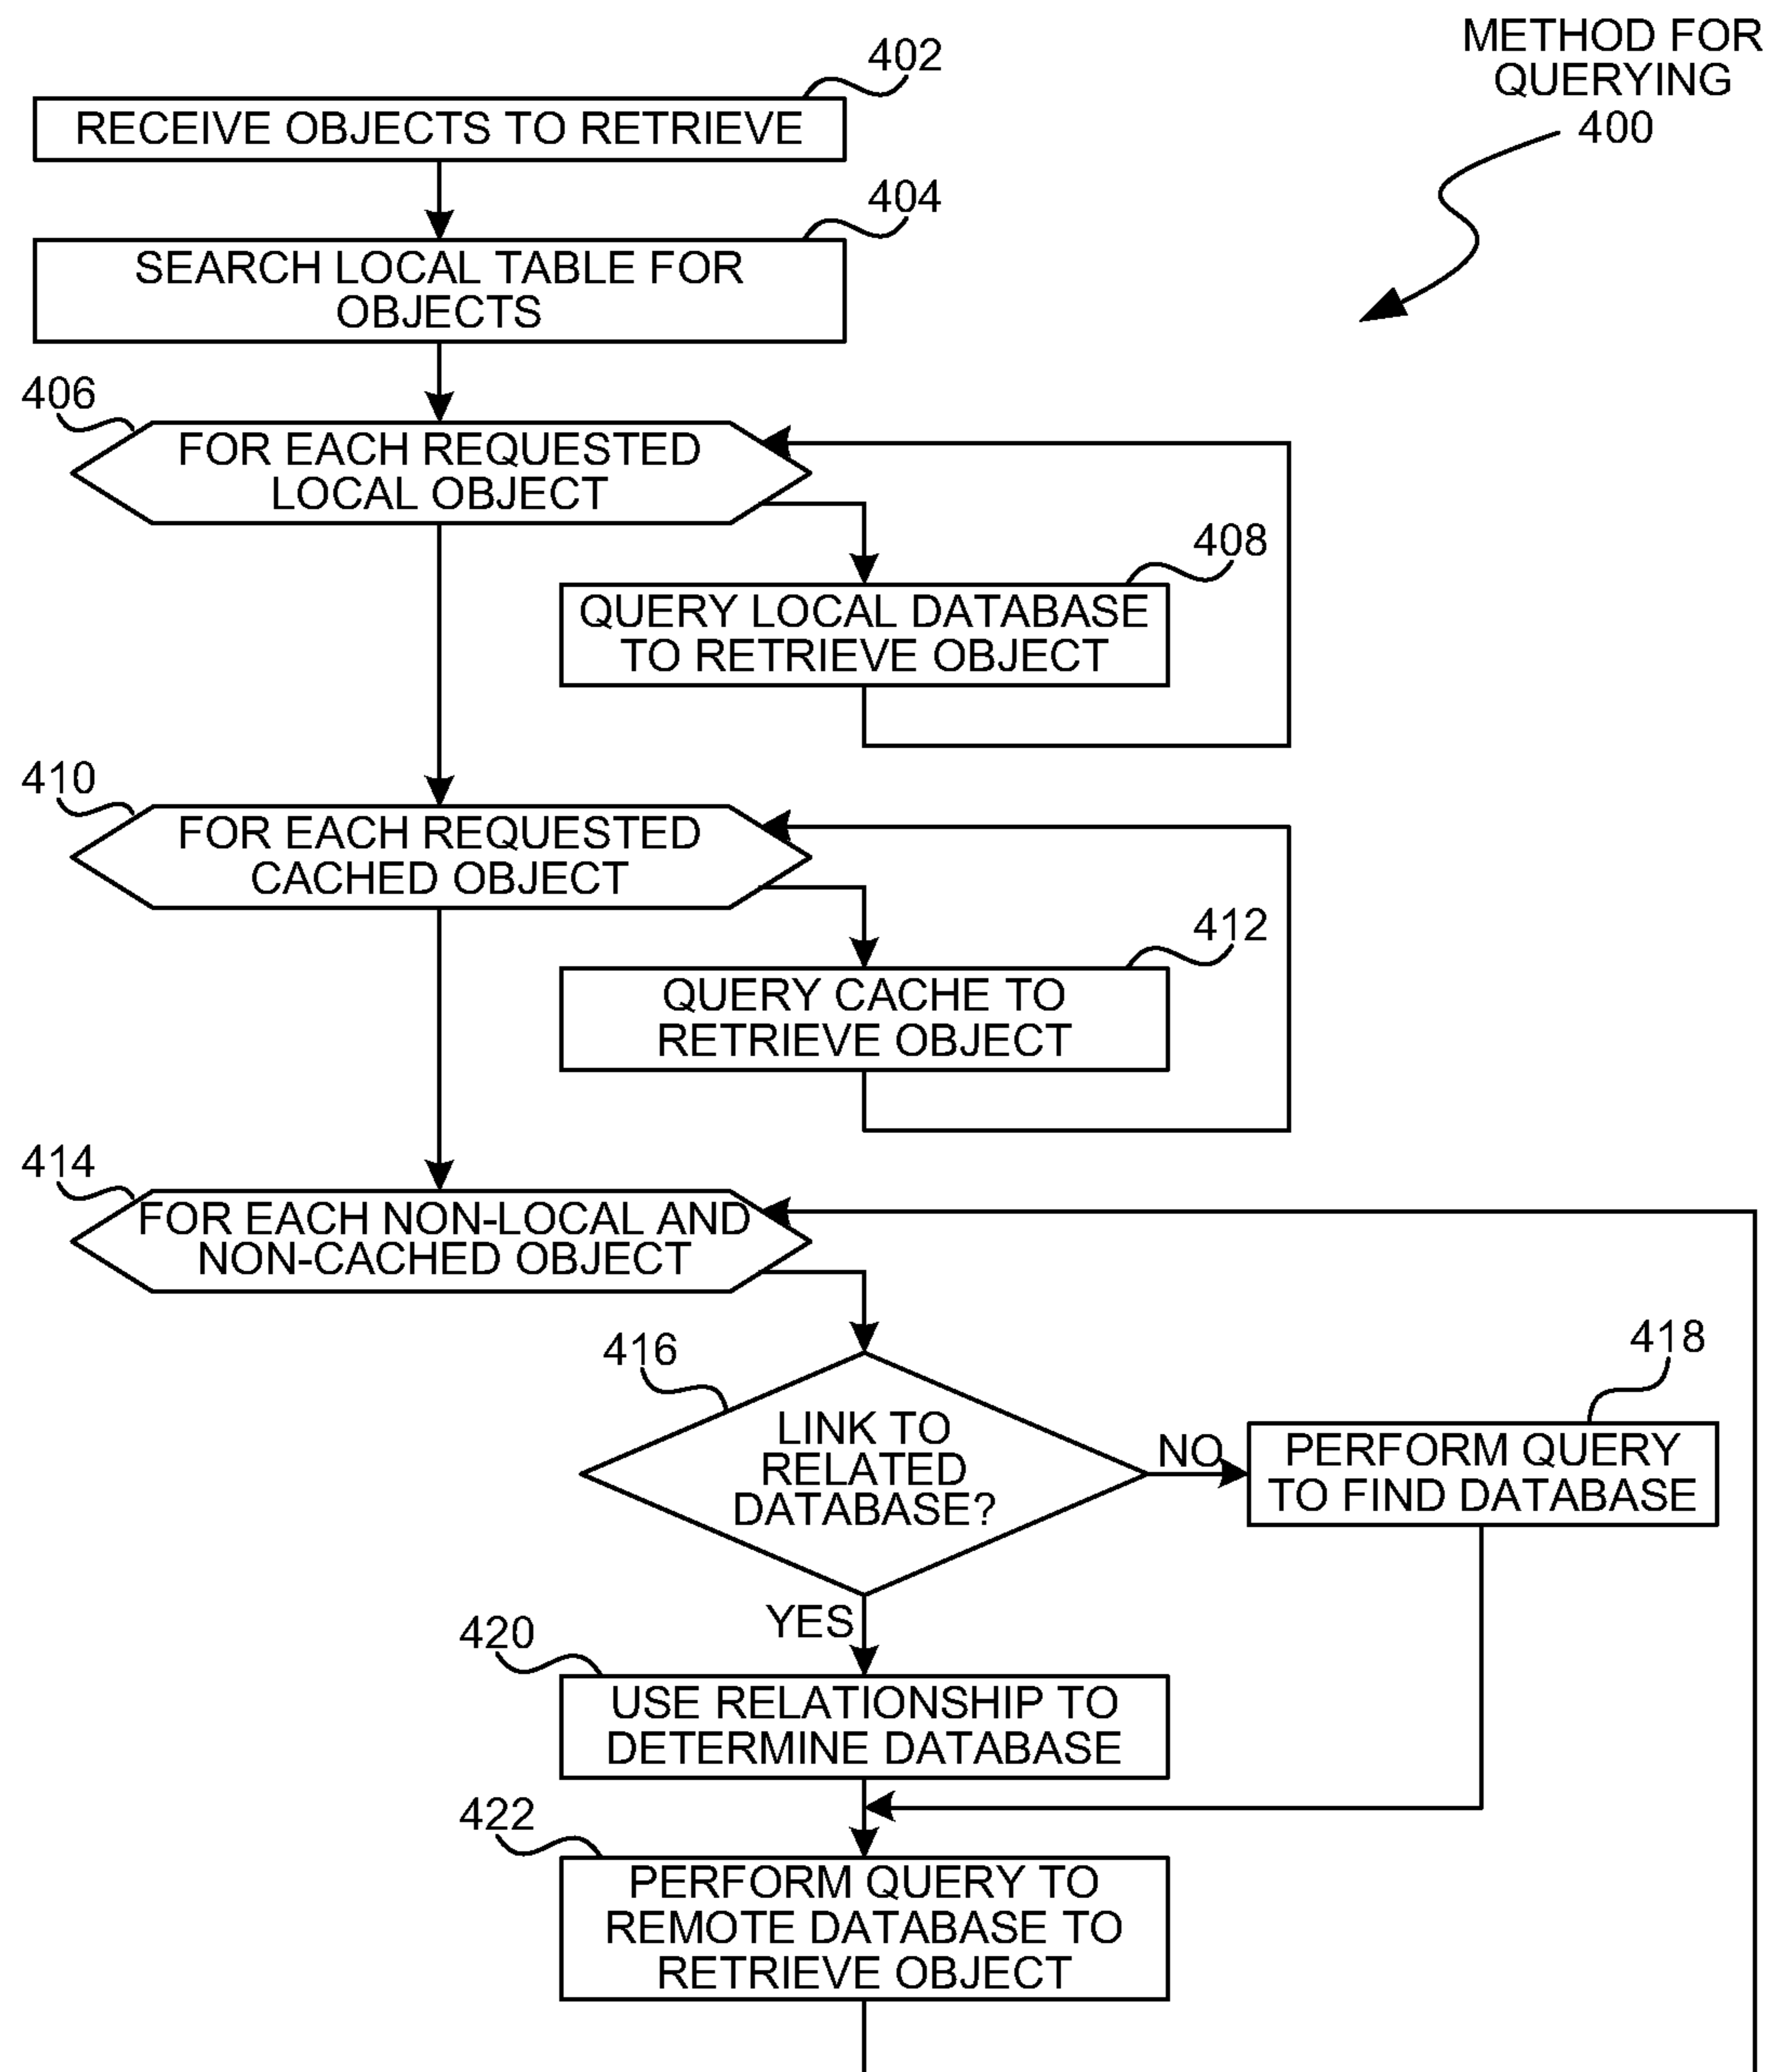 METHOD FOR
QUERYING
400
402
RECEIVE OBJECTS TO RETRIEVE
404
SEARCH LOCAL TABLE FOR
OBJECTS
406
FOR EACH REQUESTED
LOCAL OBJECT
408
QUERY LOCAL DATABASE
TO RETRIEVE OBJECT
410
FOR EACH REQUESTED
CACHED OBJECT
412
QUERY CACHE TO
RETRIEVE OBJECT
414
FOR EACH NON-LOCAL AND
NON-CACHED OBJECT
416
LINK TO
RELATED
DATABASE?
NO
418
PERFORM QUERY
TO FIND DATABASE
YES
420
USE RELATIONSHIP TO
DETERMINE DATABASE
422
PERFORM QUERY TO
REMOTE DATABASE TO
RETRIEVE OBJECT